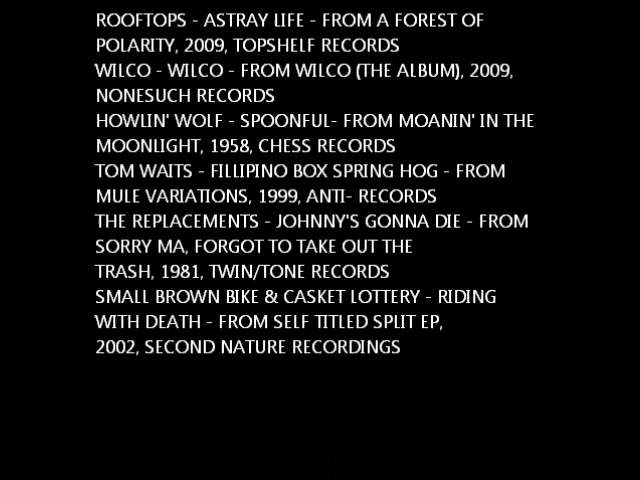 ROOFTOPS - ASTRAY LIFE - FROM A FOREST OF
POLARITY, 2009, TOPSHELF RECORDS
WILCO - WILCO - FROM WILCO (THE ALBUM), 2009,
NONESUCH RECORDS
HOWLIN' WOLF - SPOONFUL- FROM MOANIN' IN THE
MOONLIGHT, 1958, CHESS RECORDS
TOM WAITS - FILLIPINO BOX SPRING HOG - FROM
MULE VARIATIONS, 1999, ANTI- RECORDS
THE REPLACEMENTS - JOHNNY'S GONNA DIE - FROM
SORRY MA, FORGOT TO TAKE OUT THE
TRASH, 1981, TWIN/TONE RECORDS
SMALL BROWN BIKE & CASKET LOTTERY - RIDING
WITH DEATH - FROM SELF TITLED SPLIT EP,
2002, SECOND NATURE RECORDINGS